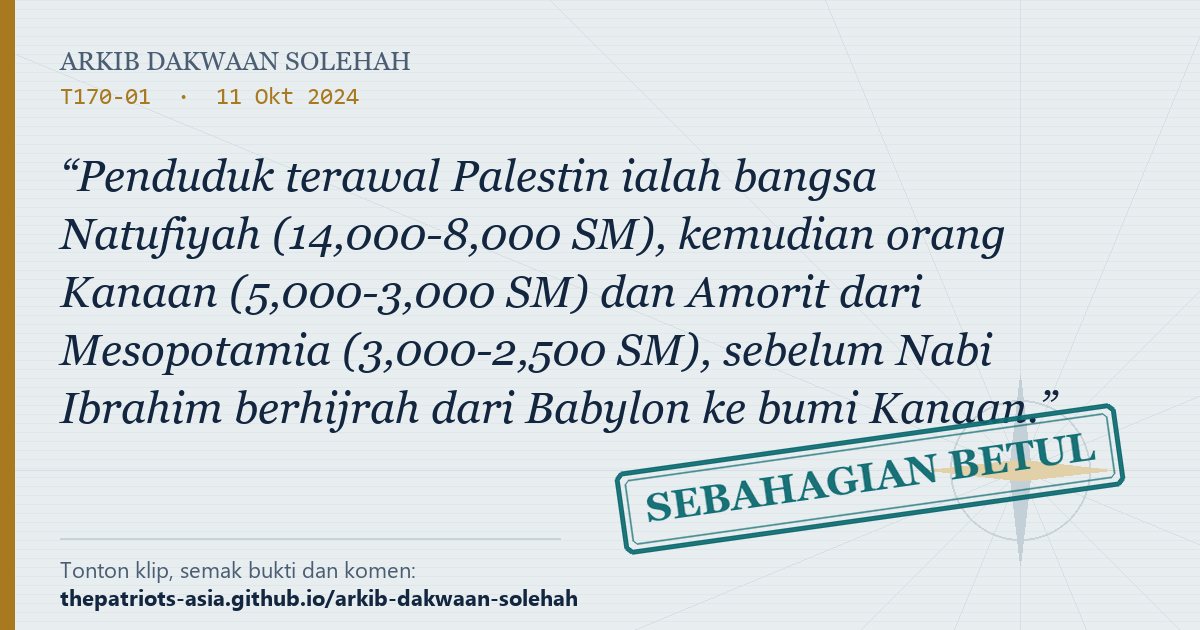 ARKIB DAKWAAN SOLEHAH
T170-01 · 11 Okt 2024
“Penduduk terawal Palestin ialah bangsa
Natufiyah (14,000-8,000 SM), kemudian orang
Kanaan (5,000-3,000 SM) dan Amorit dari
Mesopotamia (3,000-2,500 SM), sebelum Nabi
Ibrahim berhijrah dari Babylon ke bumi Kanaan.”
SEBAHAGIAN BETUL
Tonton klip, semak bukti dan komen:
thepatriots-asia.github.io/arkib-dakwaan-solehah